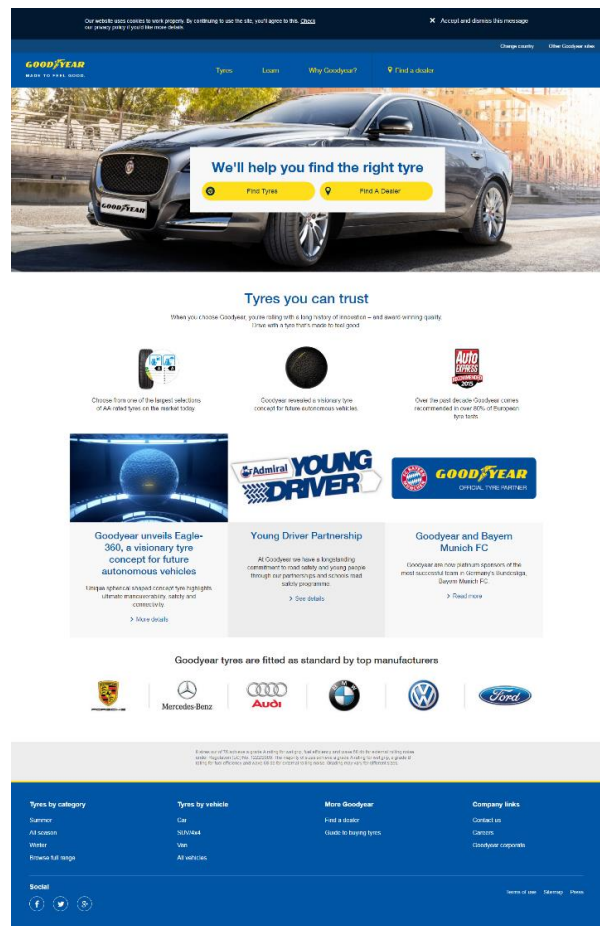 Our website uses cookies to work properly. By continuing to use the site, you'll agree to this. Check
our privacy policy if you'd like more details.
✕ Accept and dismiss this message
Change country
Other Goodyear sites
GOODYEAR
MADE TO FEEL GOOD.
Tyres
Learn
Why Goodyear?
Find a dealer
GOODYEAR
We'll help you find the right tyre
Find Tyres
Find A Dealer
Tyres you can trust
When you choose Goodyear, you're rolling with a long history of innovation – and award winning quality.
Drive with a tyre that's made to feel good.
Auto
EXPRESS
RECOMMENDED
2015
Choose from one of the largest selections
of AA-rated tyres on the market today
Goodyear revealed a visionary tyre
concept for future autonomous vehicles.
Over the past decade Goodyear comes
recommended in over 80% of European
tyre tests
Admiral YOUNG
DRIVER
FC BAYERN
MÜNCHEN
GOODYEAR
OFFICIAL TYRE PARTNER
Goodyear unveils Eagle-
360, a visionary tyre
concept for future
autonomous vehicles
Unique spherical shaped concept tyre highlights
ultimate maneuverability, safety and
connectivity
> More details
Young Driver Partnership
At Goodyear we have a longstanding
commitment to road safety and young people
through our partnerships and schools road
safety programme.
> See details
Goodyear and Bayern
Munich FC
Goodyear are now platinum sponsors of the
most successful team in Germany's Bundesliga,
Bayern Munich FC
> Read more
Goodyear tyres are fitted as standard by top manufacturers
PORSCHE
Mercedes-Benz
Audi
BMW
Ford
Tyres by category
Summer
All season
Winter
Browse full range
Tyres by vehicle
Car
SUV/4x4
Van
All vehicles
More Goodyear
Find a dealer
Guide to buying tyres
Company links
Contact us
Careers
Goodyear corporate
Social
Terms of use
Sitemap
Press